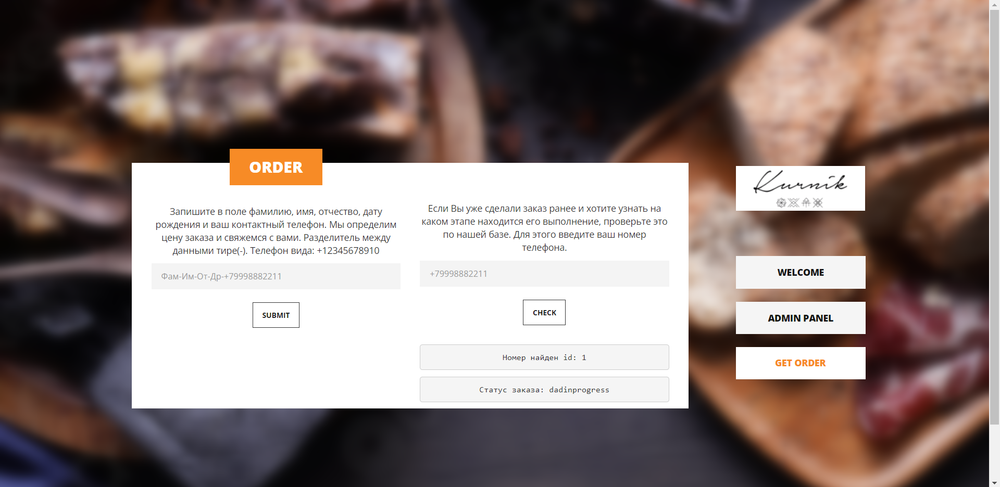 ORDER
Запишите в поле фамилию, имя, отчество, дату
рождения и ваш контактный телефон. Мы определим
цену заказа и свяжемся с вами. Разделитель между
данными тире(-). Телефон вида: +12345678910
Фам-Им-От-Др-+79998882211
SUBMIT
Если Вы уже сделали заказ ранее и хотите узнать на
каком этапе находится его выполнение, проверьте это
по нашей базе. Для этого введите ваш номер
телефона.
+79998882211
CHECK
Номер найден id: 1
Статус заказа: dadinprogress
Kurnik
WELCOME
ADMIN PANEL
GET ORDER